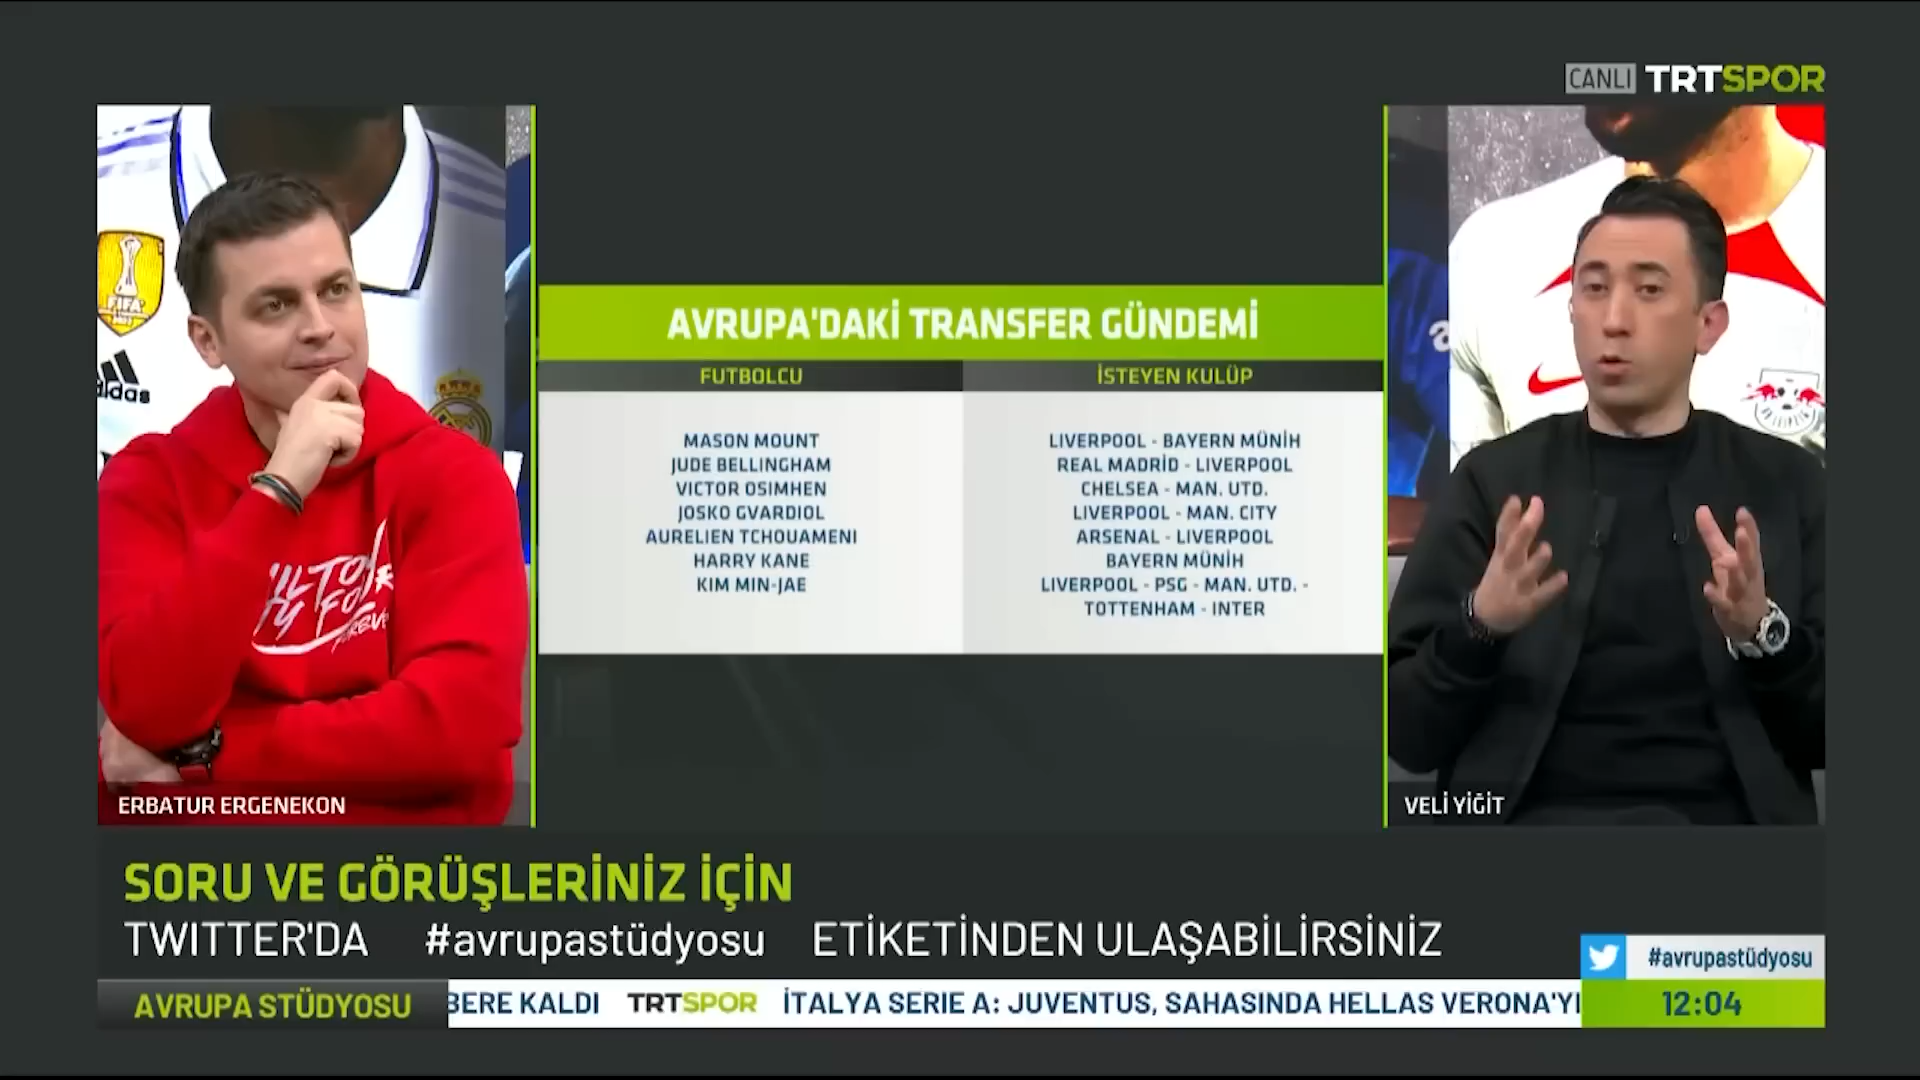 CANLI TRTSPOR
FIFA
adidas
AVRUPA'DAKİ TRANSFER GÜNDEMİ
FUTBOLCU
İSTEYEN KULÜP
MASON MOUNT
LIVERPOOL - BAYERN MÜNİH
JUDE BELLINGHAM
REAL MADRİD - LIVERPOOL
VICTOR OSIMHEN
CHELSEA - MAN. UTD.
JOSKO GVARDIOL
LIVERPOOL - MAN. CITY
AURELIEN TCHOUAMENI
ARSENAL - LIVERPOOL
HARRY KANE
BAYERN MÜNİH
KIM MIN-JAE
LIVERPOOL - PSG - MAN. UTD. -
TOTTENHAM - INTER
ERBATUR ERGENEKON
VELİ YİĞİT
SORU VE GÖRÜŞLERİNİZ İÇİN
TWITTER'DA #avrupastüdyosu ETİKETİNDEN ULAŞABİLİRSİNİZ
#avrupastüdyosu
AVRUPA STÜDYOSU
BERE KALDI TRTSPOR İTALYA SERIE A: JUVENTUS, SAHASINDA HELLAS VERONA'YI
12:04